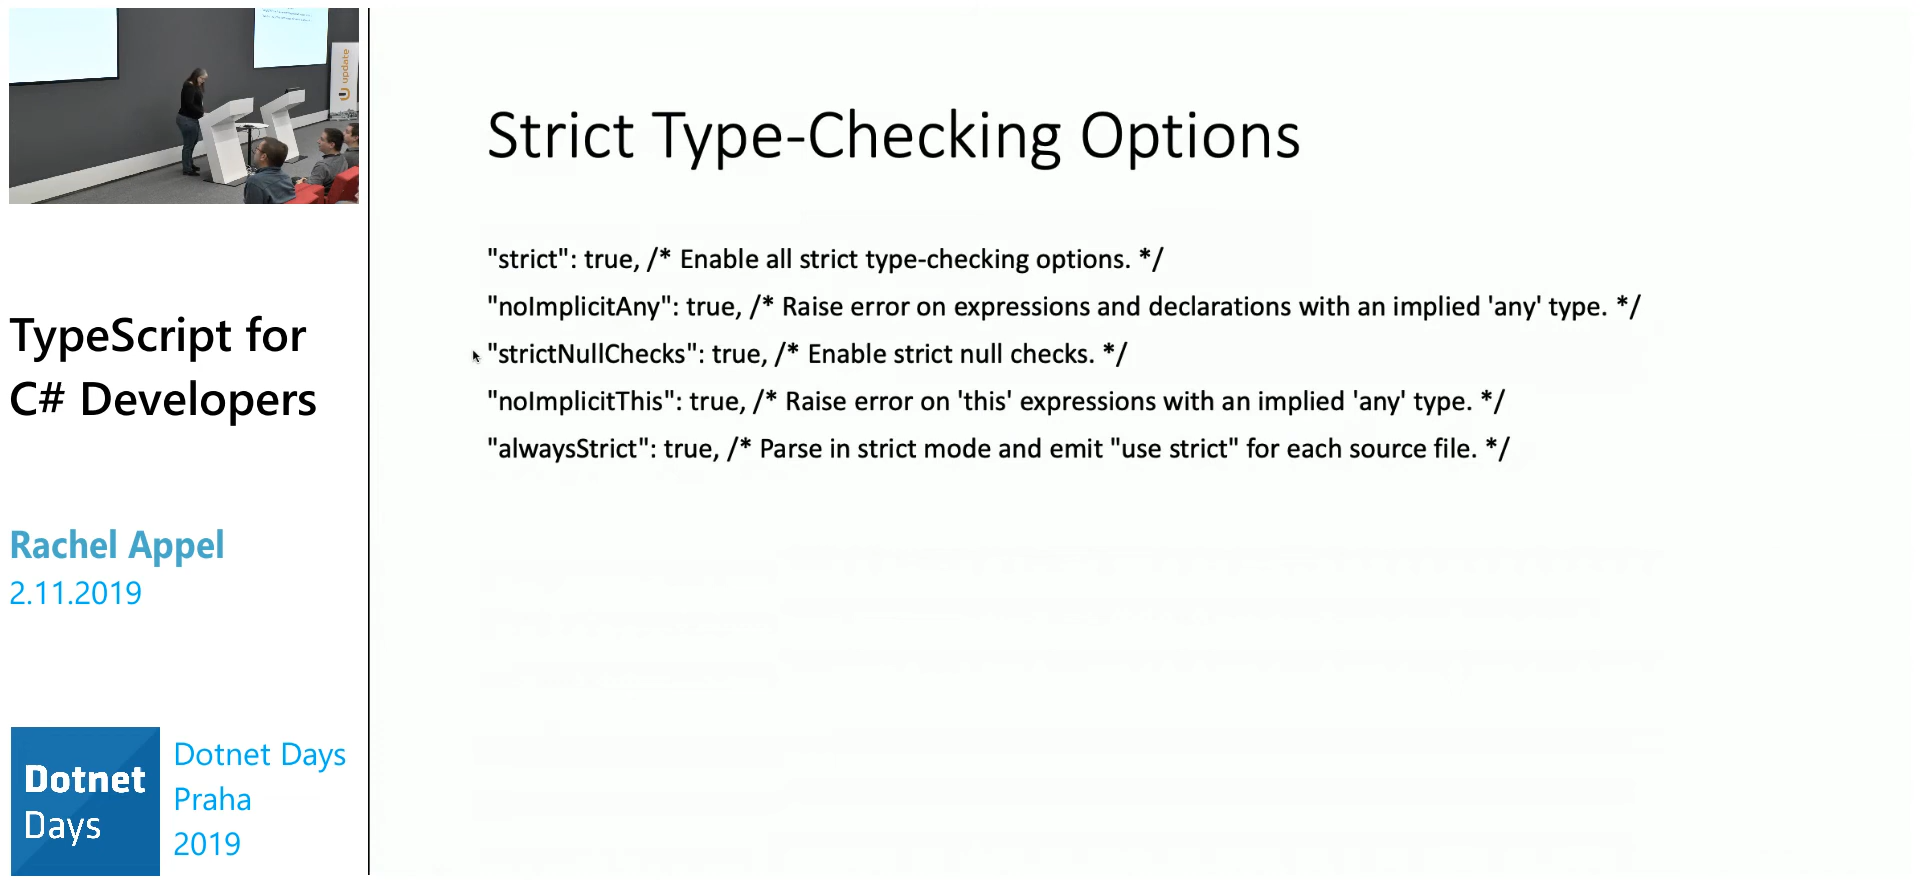 update
TypeScript for
C# Developers
Rachel Appel
2.11.2019
Dotnet
Days
Dotnet Days
Praha
2019
Strict Type-Checking Options
"strict": true, /* Enable all strict type-checking options. */
"noImplicitAny": true, /* Raise error on expressions and declarations with an implied 'any' type. */
"strictNullChecks": true, /* Enable strict null checks. */
"noImplicitThis": true, /* Raise error on 'this' expressions with an implied 'any' type. */
"alwaysStrict": true, /* Parse in strict mode and emit "use strict" for each source file. */